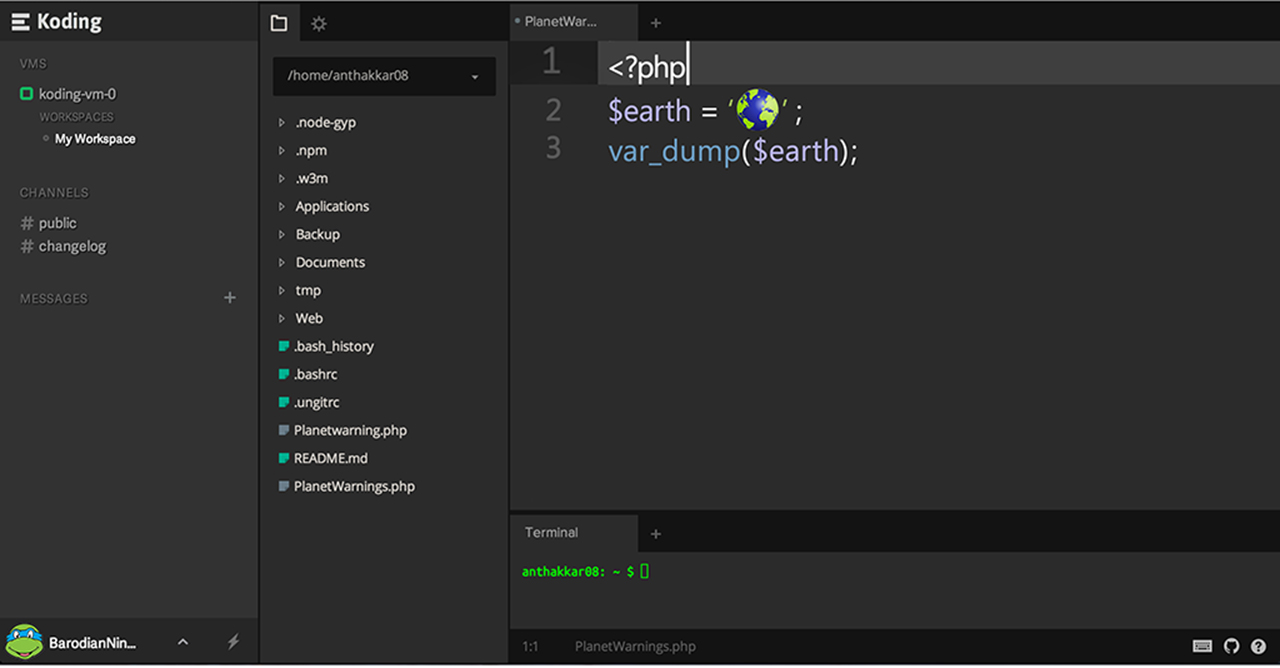 Koding
VMS
koding-vm-0
WORKSPACES
My Workspace
CHANNELS
# public
# changelog
MESSAGES +
BarodianNin...
/home/anthakkar08
.node-gyp
.npm
.w3m
Applications
Backup
Documents
tmp
Web
.bash_history
.bashrc
.ungitrc
Planetwarning.php
README.md
PlanetWarnings.php
PlanetWar... +
1 <?php
2 $earth = ‘🌎’ ;
3 var_dump($earth);
Terminal +
anthakkar08: ~ $
1:1 PlanetWarnings.php ?